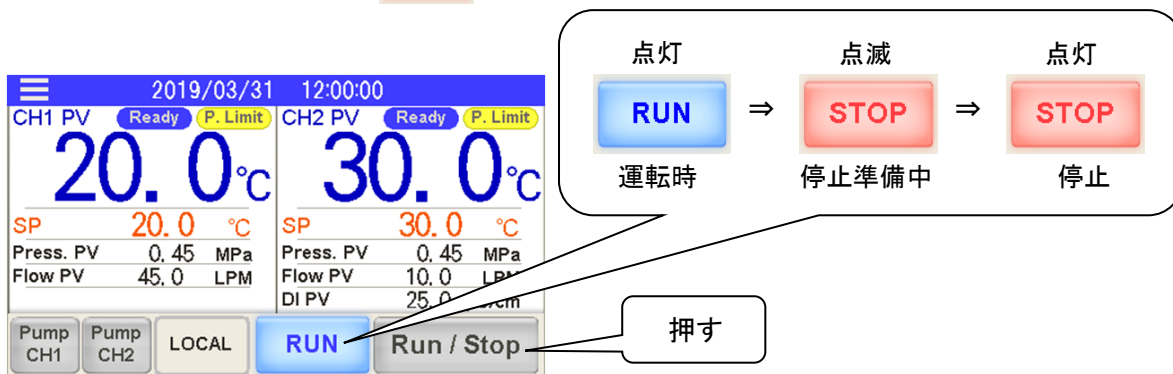 2019/03/31 12:00:00
CH1 PV Ready P. Limit
20.0℃
SP 20.0 ℃
Press. PV 0.45 MPa
Flow PV 45.0 LPM
CH2 PV Ready P. Limit
30.0℃
SP 30.0 ℃
Press. PV 0.45 MPa
Flow PV 10.0 LPM
DI PV 25.0
Pump
CH1
Pump
CH2
LOCAL
RUN
Run / Stop
点灯
RUN
運転時
⇒
点滅
STOP
停止準備中
⇒
点灯
STOP
停止
押す